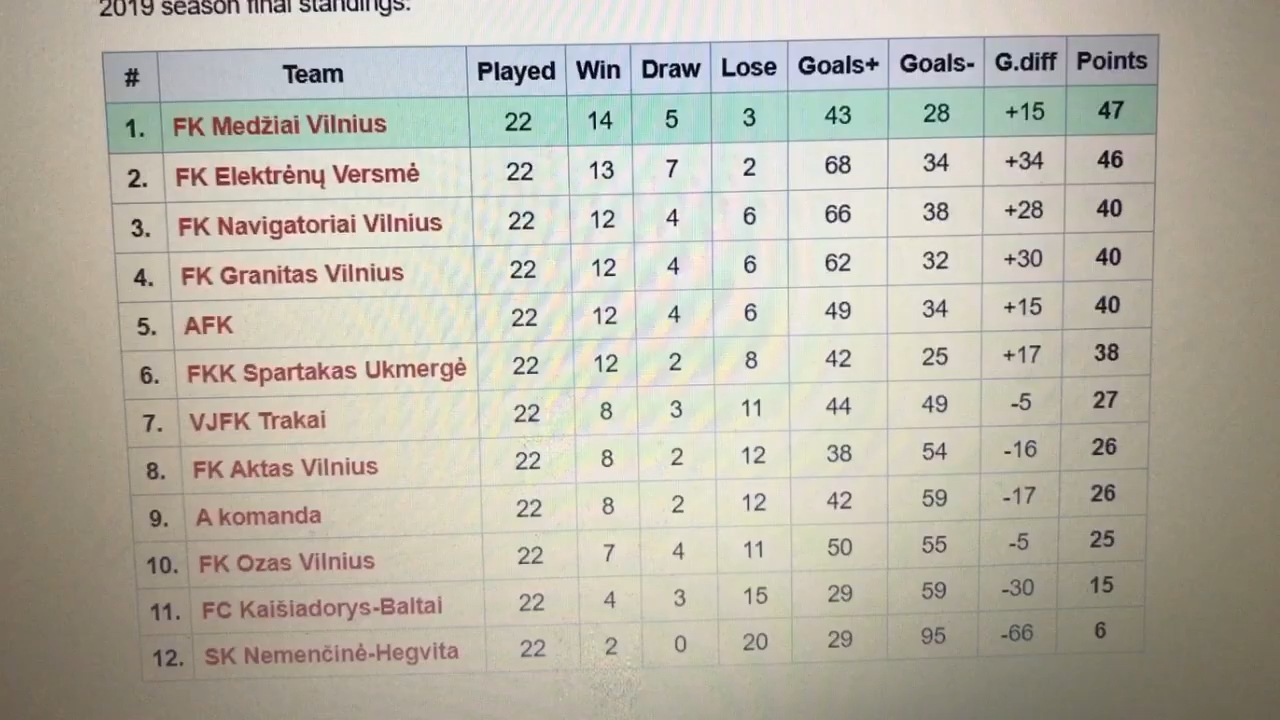 2019 season final standings:
# Team Played Win Draw Lose Goals+ Goals- G.diff Points
1. FK Medžiai Vilnius 22 14 5 3 43 28 +15 47
2. FK Elektrėnų Versmė 22 13 7 2 68 34 +34 46
3. FK Navigatoriai Vilnius 22 12 4 6 66 38 +28 40
4. FK Granitas Vilnius 22 12 4 6 62 32 +30 40
5. AFK 22 12 4 6 49 34 +15 40
6. FKK Spartakas Ukmergė 22 12 2 8 42 25 +17 38
7. VJFK Trakai 22 8 3 11 44 49 -5 27
8. FK Aktas Vilnius 22 8 2 12 38 54 -16 26
9. A komanda 22 8 2 12 42 59 -17 26
10. FK Ozas Vilnius 22 7 4 11 50 55 -5 25
11. FC Kaišiadorys-Baltai 22 4 3 15 29 59 -30 15
12. SK Nemenčinė-Hegvita 22 2 0 20 29 95 -66 6